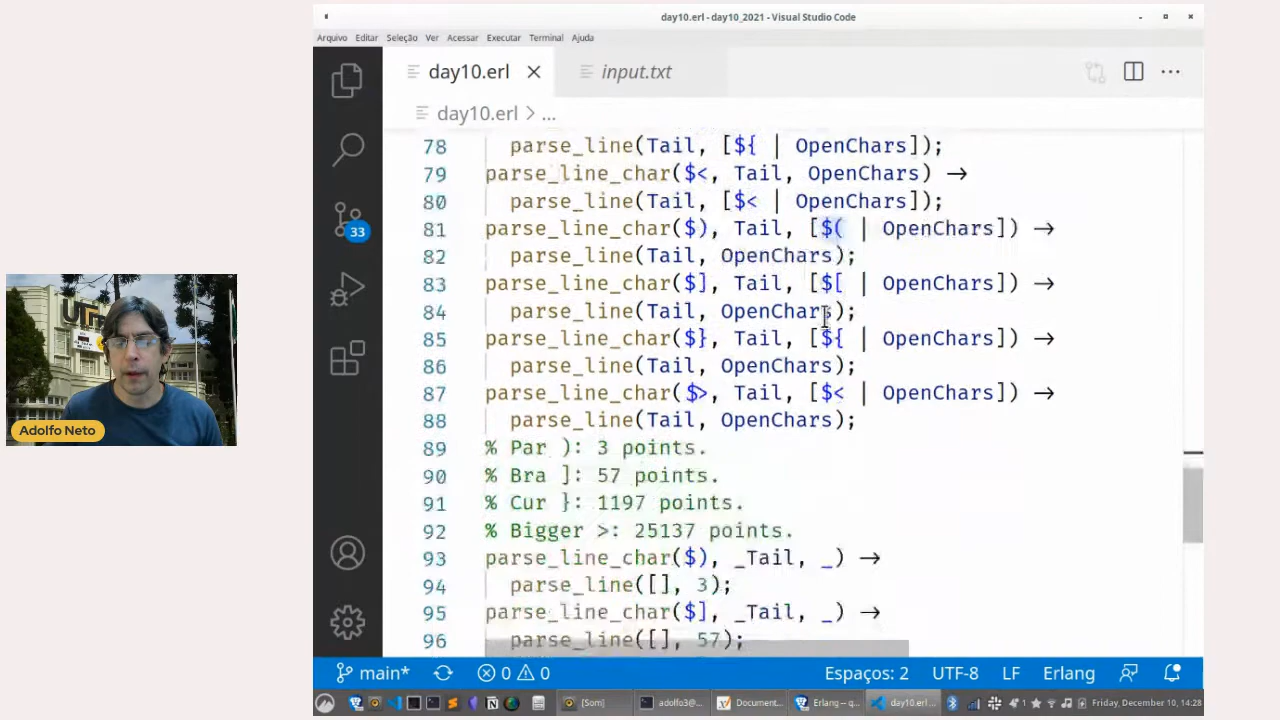 day10.erl - day10_2021 - Visual Studio Code
Arquivo Editar Seleção Ver Acessar Executar Terminal Ajuda
day10.erl
input.txt
day10.erl > ...
78 parse_line(Tail, [${ | OpenChars]);
79 parse_line_char($<, Tail, OpenChars) ->
80 parse_line(Tail, [$< | OpenChars]);
81 parse_line_char($), Tail, [$( | OpenChars]) ->
82 parse_line(Tail, OpenChars);
83 parse_line_char($], Tail, [$[ | OpenChars]) ->
84 parse_line(Tail, OpenChars);
85 parse_line_char($}, Tail, [${ | OpenChars]) ->
86 parse_line(Tail, OpenChars);
87 parse_line_char($>, Tail, [$< | OpenChars]) ->
88 parse_line(Tail, OpenChars);
89 % Par ): 3 points.
90 % Bra ]: 57 points.
91 % Cur }: 1197 points.
92 % Bigger >: 25137 points.
93 parse_line_char($), _Tail, _) ->
94 parse_line([], 3);
95 parse_line_char($], _Tail, _) ->
96 parse_line([], 57);
33
Adolfo Neto
main* 0 0 Espaços: 2 UTF-8 LF Erlang
[Som] adolfo3@... Document... Erlang -- q... day10.erl... 1 Friday, December 10, 14:28